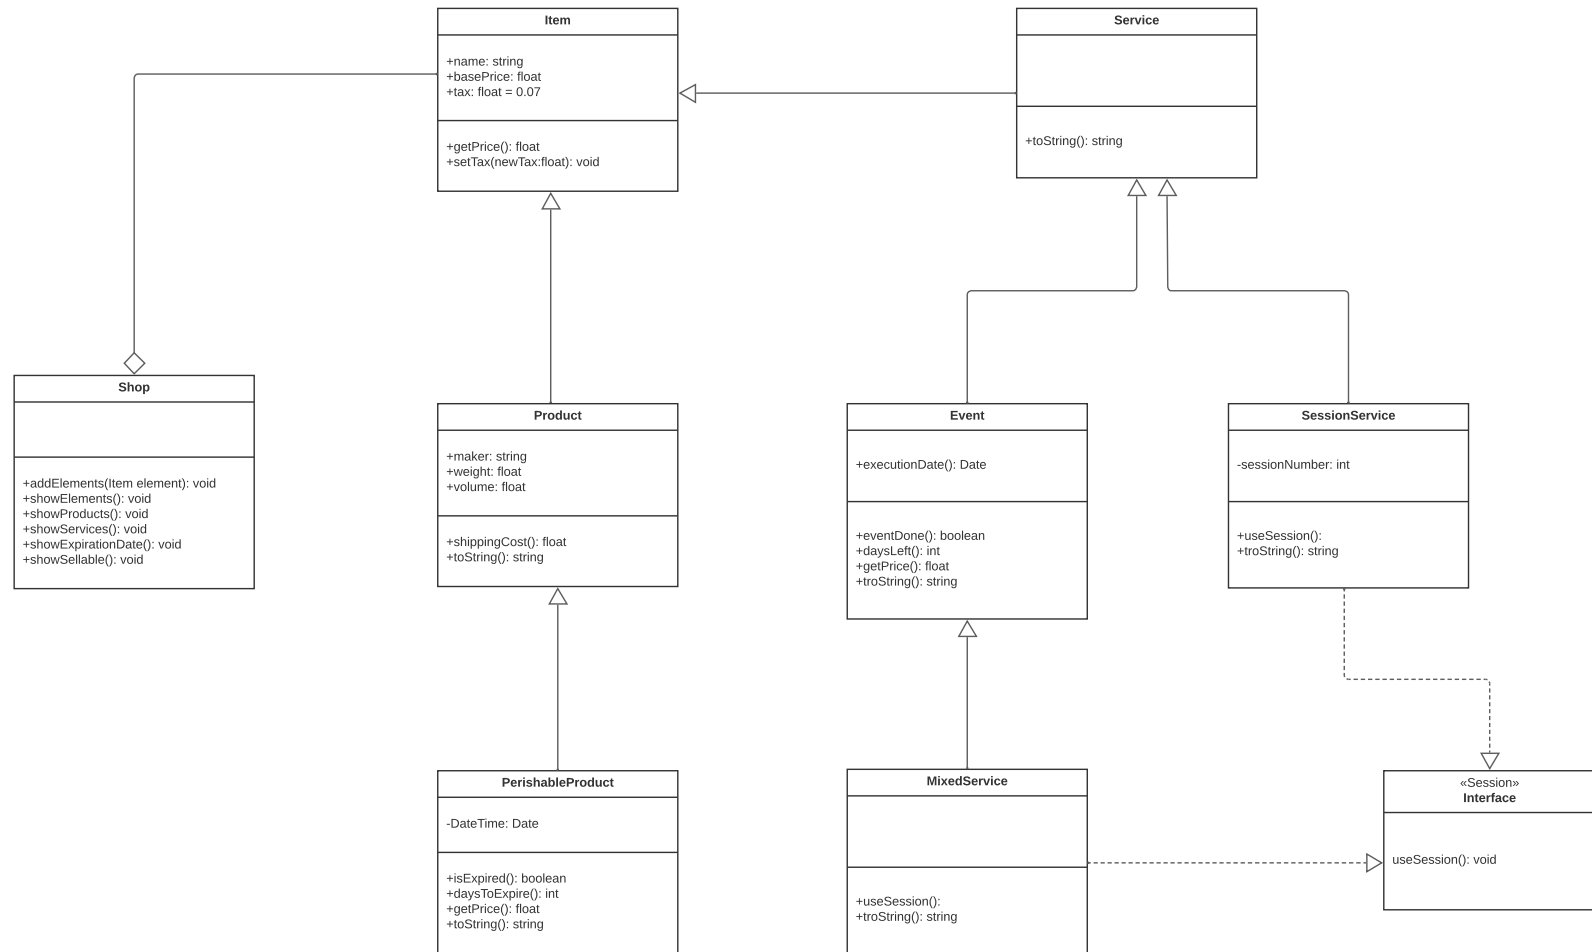 Item
+name: string
+basePrice: float
+tax: float = 0.07
+getPrice(): float
+setTax(newTax:float): void
Service
+toString(): string
Shop
+addElements(Item element): void
+showElements(): void
+showProducts(): void
+showServices(): void
+showExpirationDate(): void
+showSellable(): void
Product
+maker: string
+weight: float
+volume: float
+shippingCost(): float
+toString(): string
Event
+executionDate(): Date
+eventDone(): boolean
+daysLeft(): int
+getPrice(): float
+troString(): string
SessionService
-sessionNumber: int
+useSession():
+troString(): string
PerishableProduct
-DateTime: Date
+isExpired(): boolean
+daysToExpire(): int
+getPrice(): float
+toString(): string
MixedService
+useSession():
+troString(): string
«Session»
Interface
useSession(): void